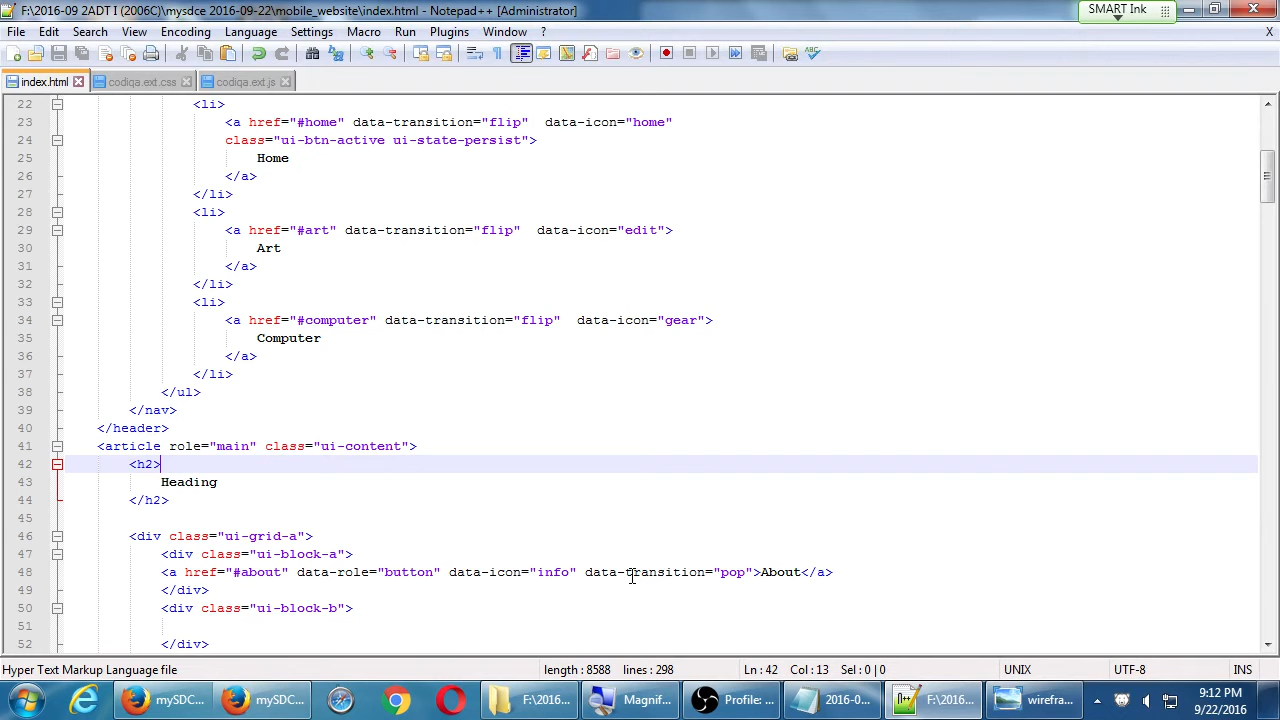 F:\2016-09 2ADT I (2006C)\mysdce 2016-09-22\mobile_website\index.html - Notepad++ [Administrator]
SMART Ink
File Edit Search View Encoding Language Settings Macro Run Plugins Window ? X
index.html codiqa.ext.css codiqa.ext.js
22 <li>
23 <a href="#home" data-transition="flip"  data-icon="home"
24 class="ui-btn-active ui-state-persist">
25 Home
26 </a>
27 </li>
28 <li>
29 <a href="#art" data-transition="flip"  data-icon="edit">
30 Art
31 </a>
32 </li>
33 <li>
34 <a href="#computer" data-transition="flip"  data-icon="gear">
35 Computer
36 </a>
37 </li>
38 </ul>
39 </nav>
40 </header>
41 <article role="main" class="ui-content">
42 <h2>
43 Heading
44 </h2>
45
46 <div class="ui-grid-a">
47 <div class="ui-block-a">
48 <a href="#about" data-role="button" data-icon="info" data-transition="pop">About</a>
49 </div>
50 <div class="ui-block-b">
51
52 </div>
Hyper Text Markup Language file length : 8588 lines : 298 Ln : 42 Col : 13 Sel : 0 | 0 UNIX UTF-8 INS
mySDC... mySDC... F:\2016... Magnif... Profile: ... 2016-0... F:\2016... wirefra... 9:12 PM
9/22/2016